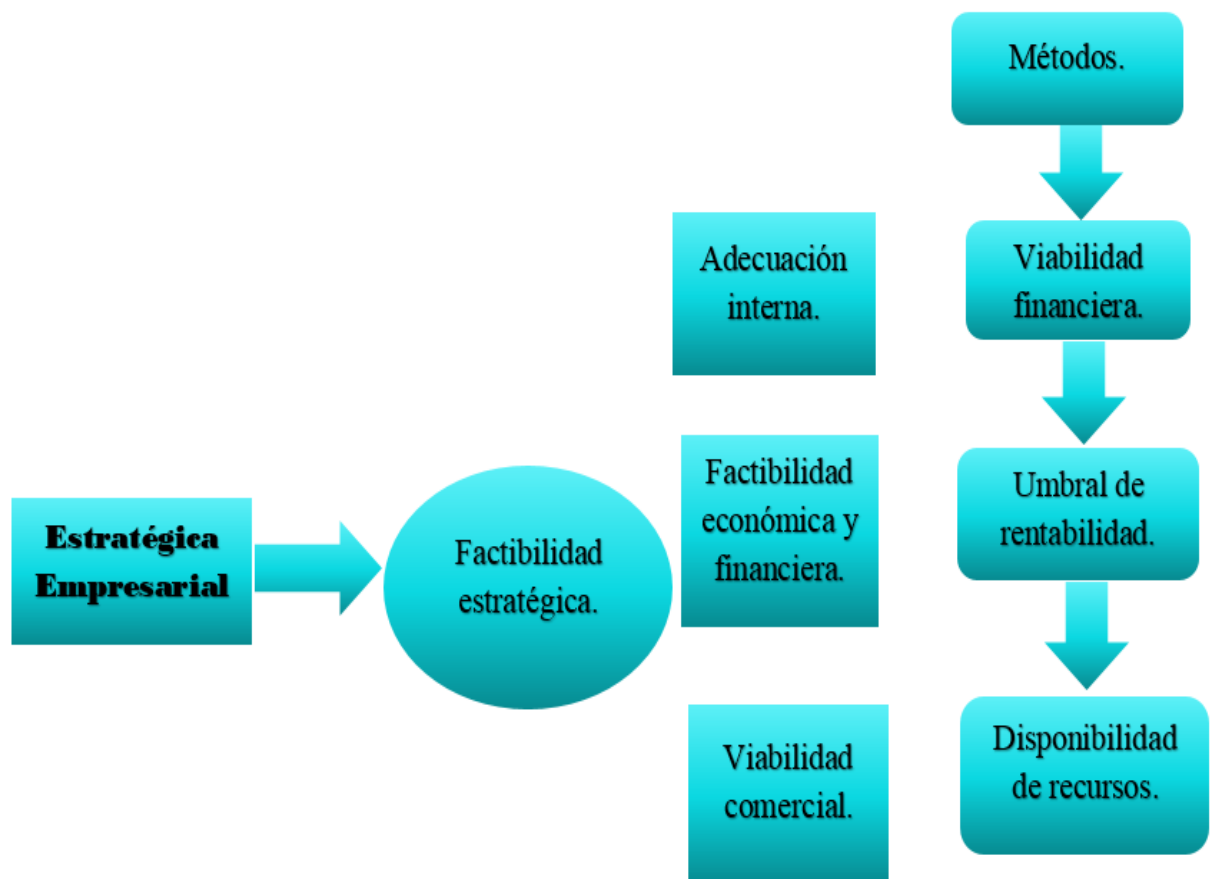 Estratégica
Empresarial
Factibilidad
estratégica.
Adecuación
interna.
Factibilidad
económica y
financiera.
Viabilidad
comercial.
Métodos.
Viabilidad
financiera.
Umbral de
rentabilidad.
Disponibilidad
de recursos.